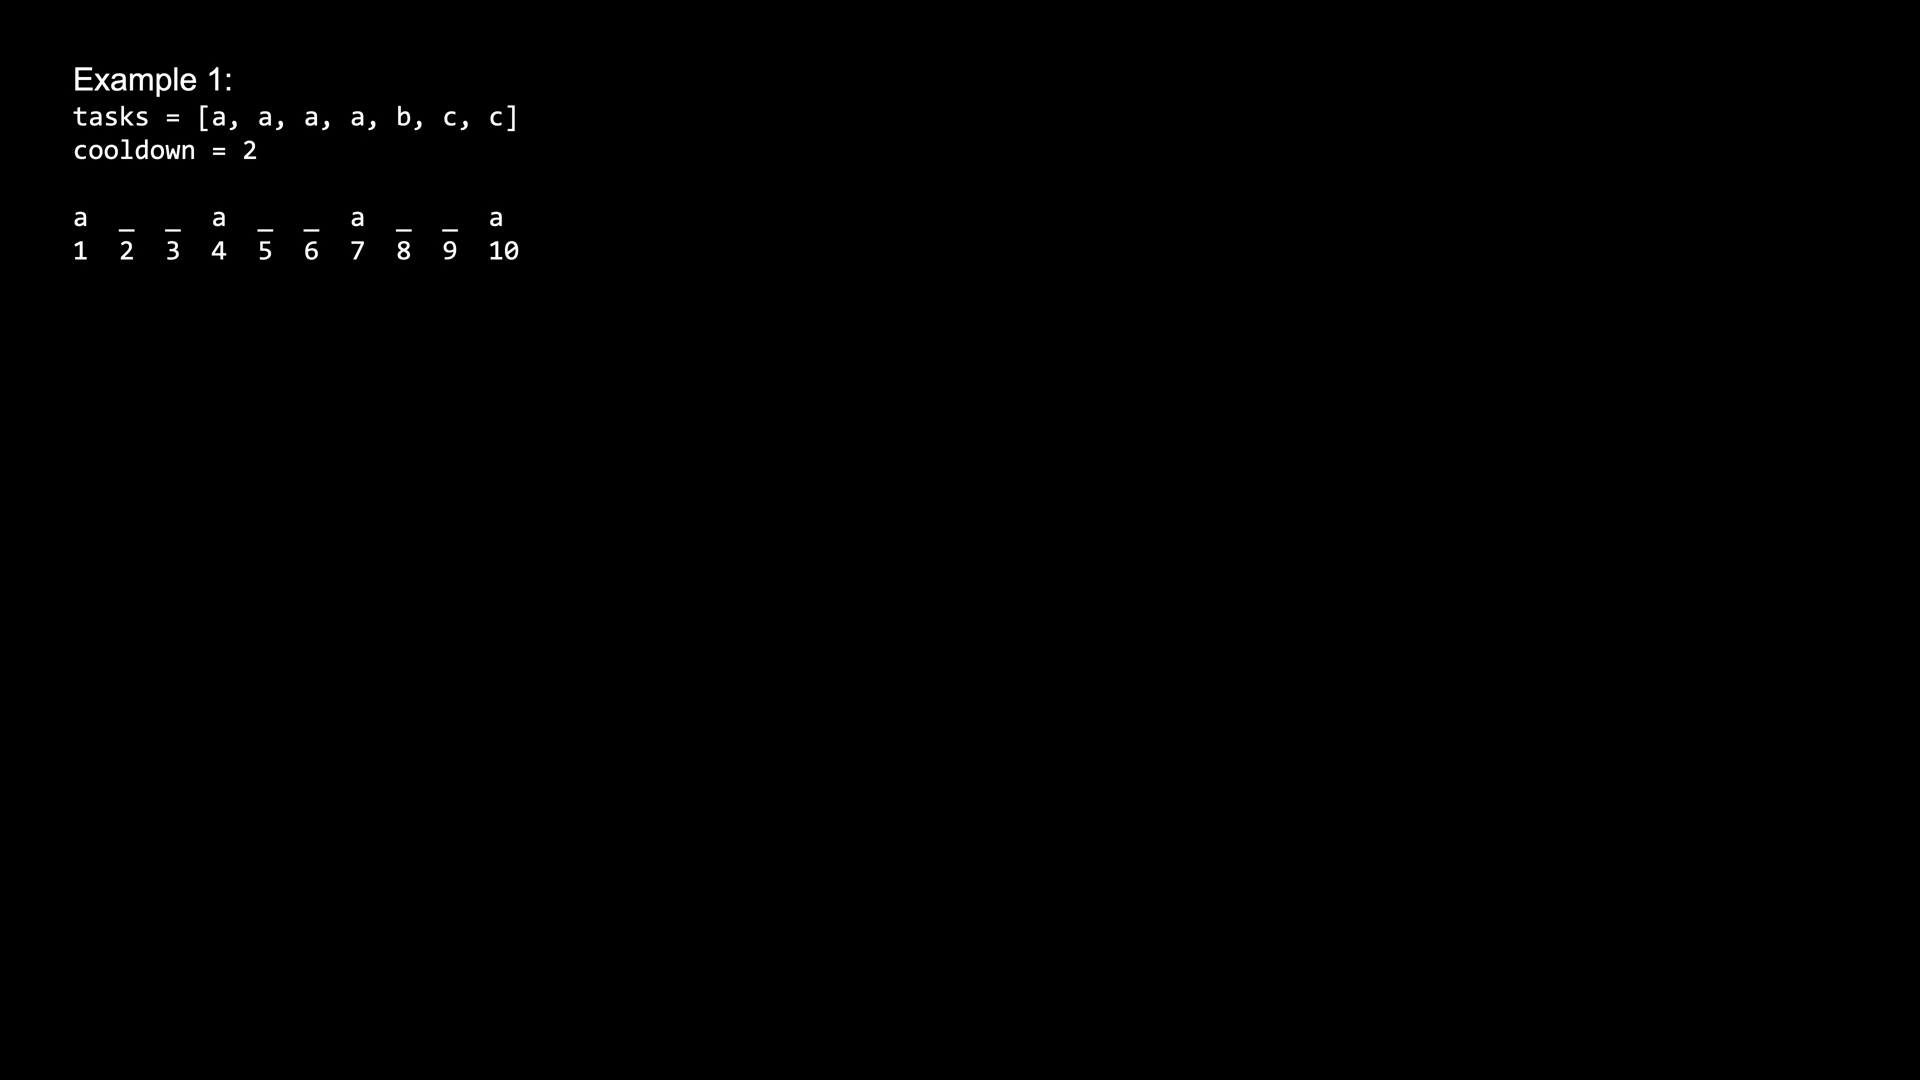 Example 1:
tasks = [a, a, a, a, b, c, c]
cooldown = 2
a _ _ a _ _ a _ _ a
1 2 3 4 5 6 7 8 9 10